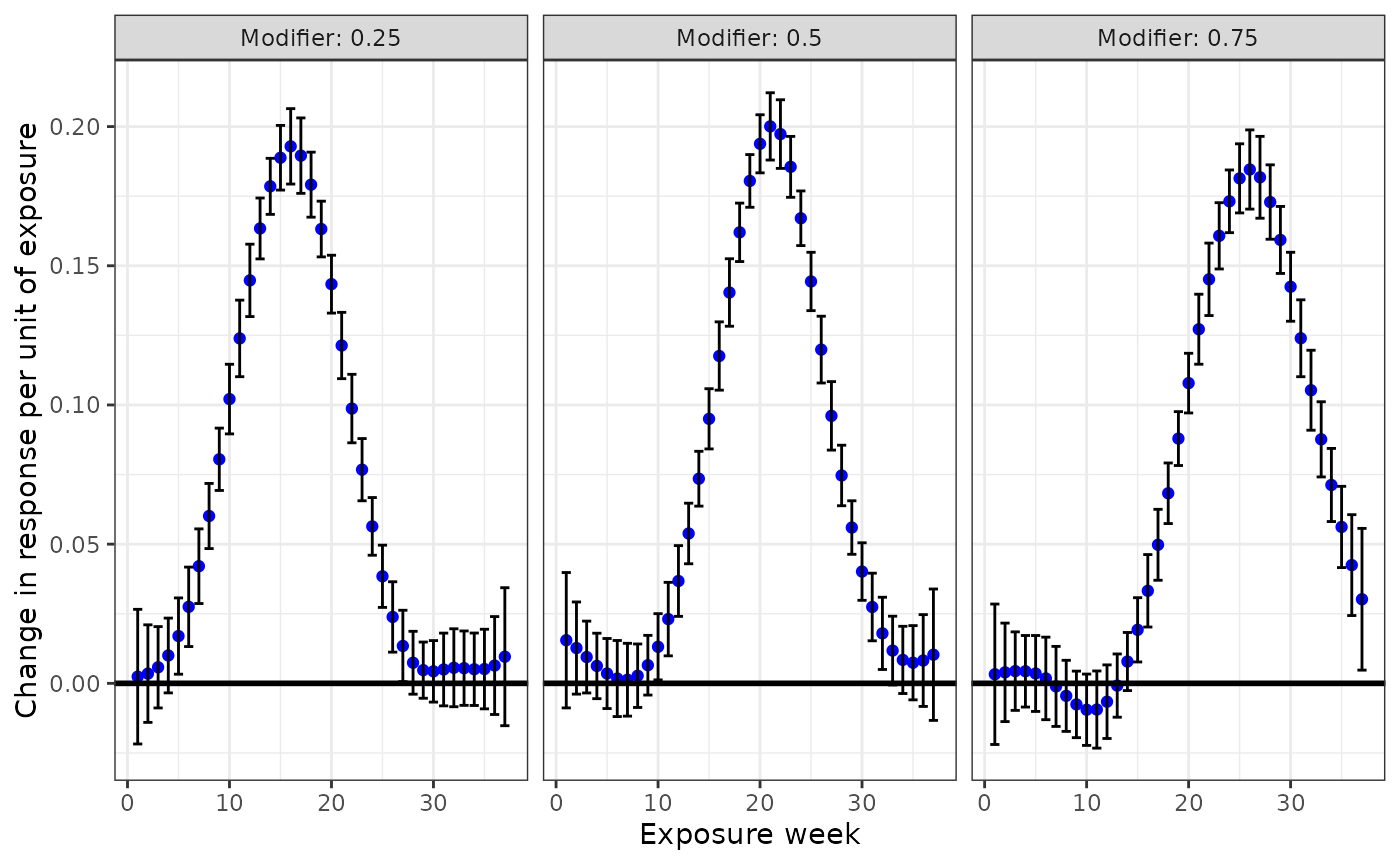 Modifier: 0.25 Modifier: 0.5 Modifier: 0.75
Change in response per unit of exposure
0.20
0.15
0.10
0.05
0.00
0 10 20 30 0 10 20 30 0 10 20 30
Exposure week